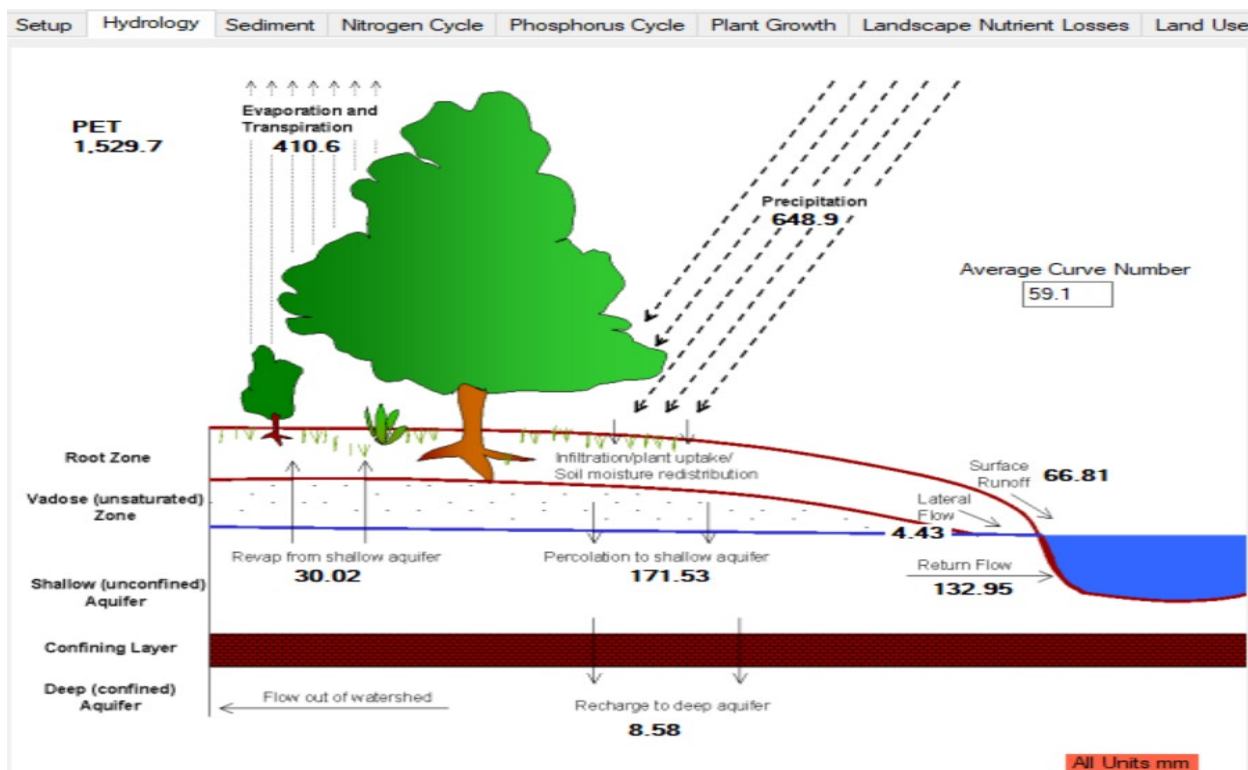 Setup Hydrology Sediment Nitrogen Cycle Phosphorus Cycle Plant Growth Landscape Nutrient Losses Land Use
PET
1,529.7
Evaporation and
Transpiration
410.6
Precipitation
648.9
Average Curve Number
59.1
Root Zone
Infiltration/plant uptake/
Soil moisture redistribution
Surface
Runoff
66.81
Vadose (unsaturated)
Zone
Lateral
Flow
4.43
Revap from shallow aquifer
30.02
Percolation to shallow aquifer
171.53
Return Flow
132.95
Shallow (unconfined)
Aquifer
Confining Layer
Deep (confined)
Aquifer
Flow out of watershed
Recharge to deep aquifer
8.58
All Units mm